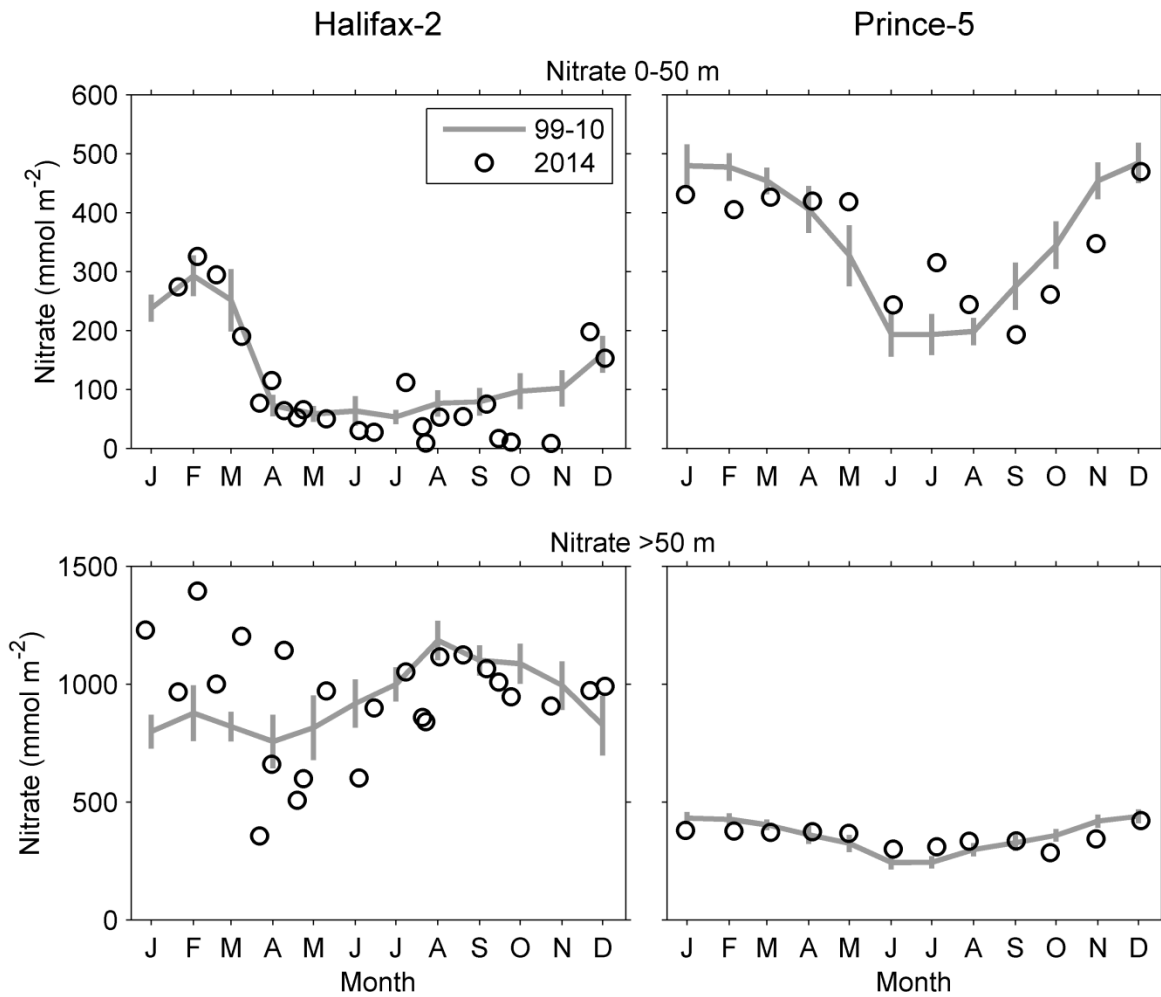 Halifax-2 Prince-5
Nitrate 0-50 m
600
500
400
300
200
100
0
Nitrate (mmol m⁻²)
99-10
2014
J F M A M J J A S O N D
J F M A M J J A S O N D
Nitrate >50 m
1500
1000
500
0
Nitrate (mmol m⁻²)
J F M A M J J A S O N D
Month
J F M A M J J A S O N D
Month